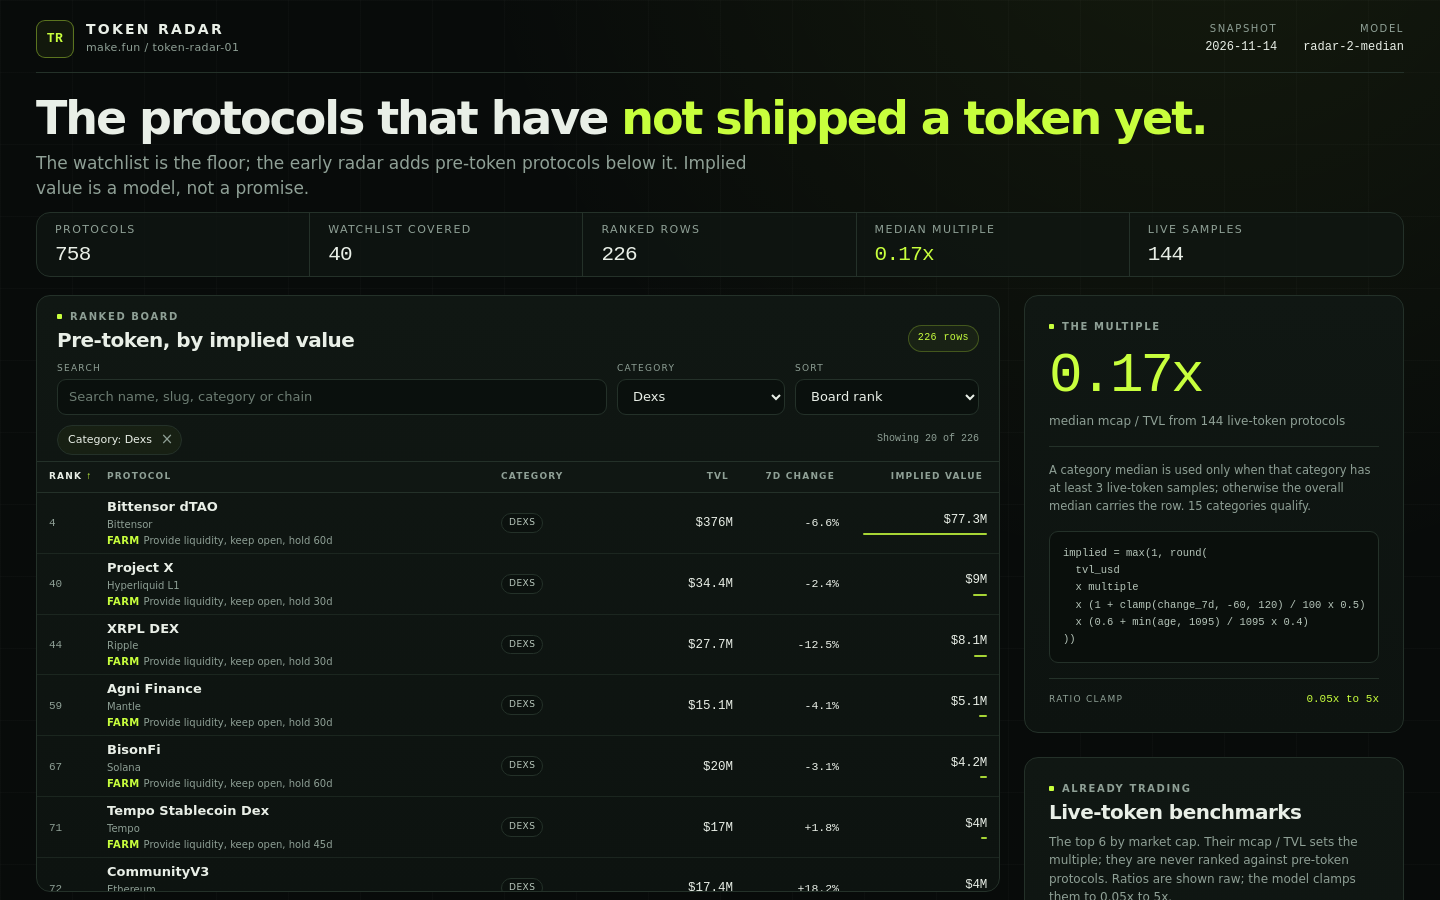 TR
TOKEN RADAR
make.fun / token-radar-01
SNAPSHOT
2026-11-14
MODEL
radar-2-median
The protocols that have not shipped a token yet.
The watchlist is the floor; the early radar adds pre-token protocols below it. Implied
value is a model, not a promise.
PROTOCOLS
758
WATCHLIST COVERED
40
RANKED ROWS
226
MEDIAN MULTIPLE
0.17x
LIVE SAMPLES
144
RANKED BOARD
Pre-token, by implied value
226 rows
SEARCH
Search name, slug, category or chain
CATEGORY
Dexs
SORT
Board rank
Category: Dexs ×
Showing 20 of 226
RANK ↑ PROTOCOL CATEGORY TVL 7D CHANGE IMPLIED VALUE
4
Bittensor dTAO
Bittensor
FARM Provide liquidity, keep open, hold 60d
DEXS
$376M
-6.6%
$77.3M
40
Project X
Hyperliquid L1
FARM Provide liquidity, keep open, hold 30d
DEXS
$34.4M
-2.4%
$9M
44
XRPL DEX
Ripple
FARM Provide liquidity, keep open, hold 30d
DEXS
$27.7M
-12.5%
$8.1M
59
Agni Finance
Mantle
FARM Provide liquidity, keep open, hold 30d
DEXS
$15.1M
-4.1%
$5.1M
67
BisonFi
Solana
FARM Provide liquidity, keep open, hold 60d
DEXS
$20M
-3.1%
$4.2M
71
Tempo Stablecoin Dex
Tempo
FARM Provide liquidity, keep open, hold 45d
DEXS
$17M
+1.8%
$4M
72
CommunityV3
Ethereum
DEXS
$17.4M
+18.2%
$4M
THE MULTIPLE
0.17x
median mcap / TVL from 144 live-token protocols
A category median is used only when that category has
at least 3 live-token samples; otherwise the overall
median carries the row. 15 categories qualify.
implied = max(1, round(
tvl_usd
x multiple
x (1 + clamp(change_7d, -60, 120) / 100 x 0.5)
x (0.6 + min(age, 1095) / 1095 x 0.4)
))
RATIO CLAMP
0.05x to 5x
ALREADY TRADING
Live-token benchmarks
The top 6 by market cap. Their mcap / TVL sets the
multiple; they are never ranked against pre-token
protocols. Ratios are shown raw; the model clamps
them to 0.05x to 5x.